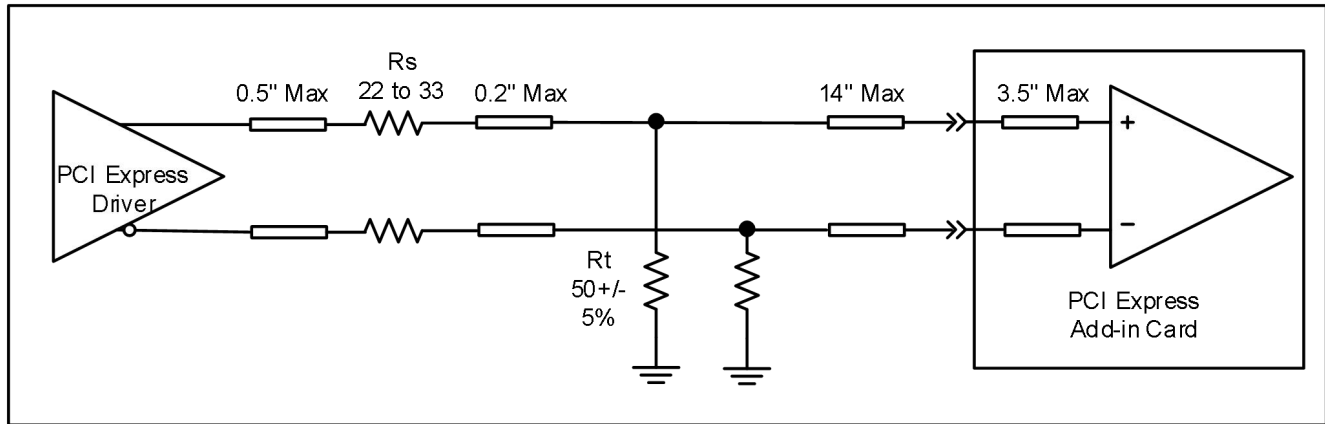 Rs
22 to 33
0.5" Max
0.2" Max
14" Max
3.5" Max
PCI Express
Driver
+
−
Rt
50+/-
5%
PCI Express
Add-in Card